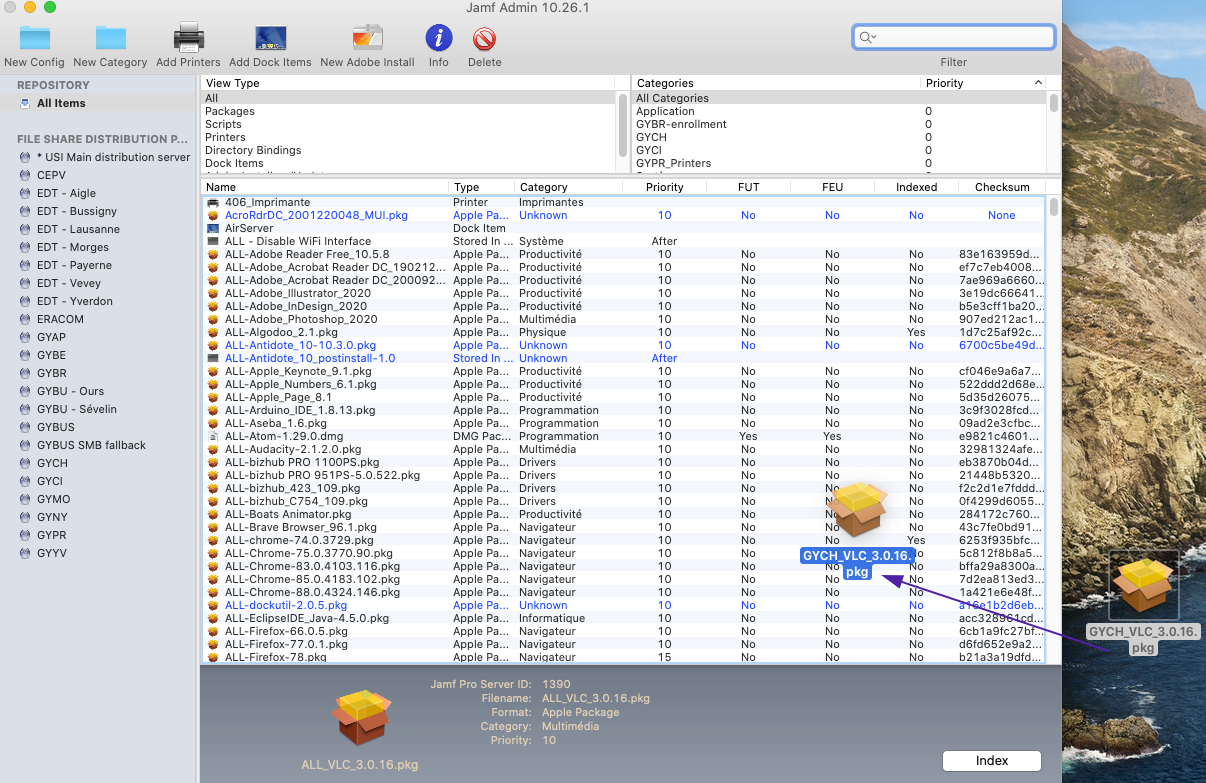 Jamf Admin 10.26.1
New Config New Category Add Printers Add Dock Items New Adobe Install Info Delete Filter
REPOSITORY
All Items
FILE SHARE DISTRIBUTION P...
* USI Main distribution server
CEPV
EDT - Aigle
EDT - Bussigny
EDT - Lausanne
EDT - Morges
EDT - Payerne
EDT - Vevey
EDT - Yverdon
ERACOM
GYAP
GYBE
GYBR
GYBU - Ours
GYBU - Sévelin
GYBUS
GYBUS SMB fallback
GYCH
GYCI
GYMO
GYNY
GYPR
GYYV
View Type
All
Packages
Scripts
Printers
Directory Bindings
Dock Items
Categories Priority
All Categories
Application 0
GYBR-enrollment 0
GYCH 0
GYCI 0
GYPR_Printers 0
Name Type Category Priority FUT FEU Indexed Checksum
406_Imprimante Printer Imprimantes
AcroRdrDC_2001220048_MUI.pkg Apple Pa... Unknown 10 No No No None
AirServer Dock Item
ALL - Disable WiFi Interface Stored In ... Système After
ALL-Adobe Reader Free_10.5.8 Apple Pa... Productivité 10 No No No 83e163959d...
ALL-Adobe_Acrobat Reader DC_190212... Apple Pa... Productivité 10 No No No ef7c7eb4008...
ALL-Adobe_Acrobat Reader DC_200092... Apple Pa... Productivité 10 No No No 7ae969a6660...
ALL-Adobe_Illustrator_2020 Apple Pa... Productivité 10 No No No 3e19dc66641...
ALL-Adobe_InDesign_2020 Apple Pa... Productivité 10 No No No b5e3cff1ba20...
ALL-Adobe_Photoshop_2020 Apple Pa... Multimédia 10 No No No 907ed212ac1...
ALL-Algodoo_2.1.pkg Apple Pa... Physique 10 No No Yes 1d7c25af92c...
ALL-Antidote_10-10.3.0.pkg Apple Pa... Unknown 10 No No No 6700c5be49d...
ALL-Antidote_10_postinstall-1.0 Stored In ... Unknown After
ALL-Apple_Keynote_9.1.pkg Apple Pa... Productivité 10 No No No cf046e9a6a7...
ALL-Apple_Numbers_6.1.pkg Apple Pa... Productivité 10 No No No 522ddd2d68e...
ALL-Apple_Page_8.1 Apple Pa... Productivité 10 No No No 5d35d26075...
ALL-Arduino_IDE_1.8.13.pkg Apple Pa... Programmation 10 No No No 3c9f3028fcd...
ALL-Aseba_1.6.pkg Apple Pa... Programmation 10 No No No 09ad2e3cfbc...
ALL-Atom-1.29.0.dmg DMG Pac... Programmation 10 Yes Yes No e9821c4601...
ALL-Audacity-2.1.2.0.pkg Apple Pa... Multimédia 10 No No No 32981324afe...
ALL-bizhub PRO 1100PS.pkg Apple Pa... Drivers 10 No No No eb3870b04d...
ALL-bizhub PRO 951PS-5.0.522.pkg Apple Pa... Drivers 10 No No No 21448b5320...
ALL-bizhub_423_109.pkg Apple Pa... Drivers 10 No No No f2c2d1e7fddd...
ALL-bizhub_C754_109.pkg Apple Pa... Drivers 10 No No No 0f4299d6055...
ALL-Boats Animator.pkg Apple Pa... Productivité 10 No No No 284172c760...
ALL-Brave Browser_96.1.pkg Apple Pa... Navigateur 10 No No No 43c7fe0bd91...
ALL-chrome-74.0.3729.pkg Apple Pa... Navigateur 10 No No Yes 6253f935bfc...
ALL-Chrome-75.0.3770.90.pkg Apple Pa... Navigateur 10 No No 5c812f8b8a5...
ALL-Chrome-83.0.4103.116.pkg Apple Pa... Navigateur 10 No No No bffa29a8300a...
ALL-Chrome-85.0.4183.102.pkg Apple Pa... Navigateur 10 No No No 7d2ea813ed3...
ALL-Chrome-88.0.4324.146.pkg Apple Pa... Navigateur 10 No No No 1a421e6e48f...
ALL-dockutil-2.0.5.pkg Apple Pa... Unknown 10 No No No a16e1b2d6eb...
ALL-EclipseIDE_Java-4.5.0.pkg Apple Pa... Informatique 10 No No No acc328961cd...
ALL-Firefox-66.0.5.pkg Apple Pa... Navigateur 10 No No No 6cb1a9fc27bf...
ALL-Firefox-77.0.1.pkg Apple Pa... Navigateur 10 No No No d6fd652e9a2...
ALL-Firefox-78.pkg Apple Pa... Navigateur 15 No No No b21a3a19dfd...
GYCH_VLC_3.0.16.
pkg
GYCH_VLC_3.0.16.
pkg
Jamf Pro Server ID: 1390
Filename: ALL_VLC_3.0.16.pkg
Format: Apple Package
Category: Multimédia
Priority: 10
ALL_VLC_3.0.16.pkg
Index